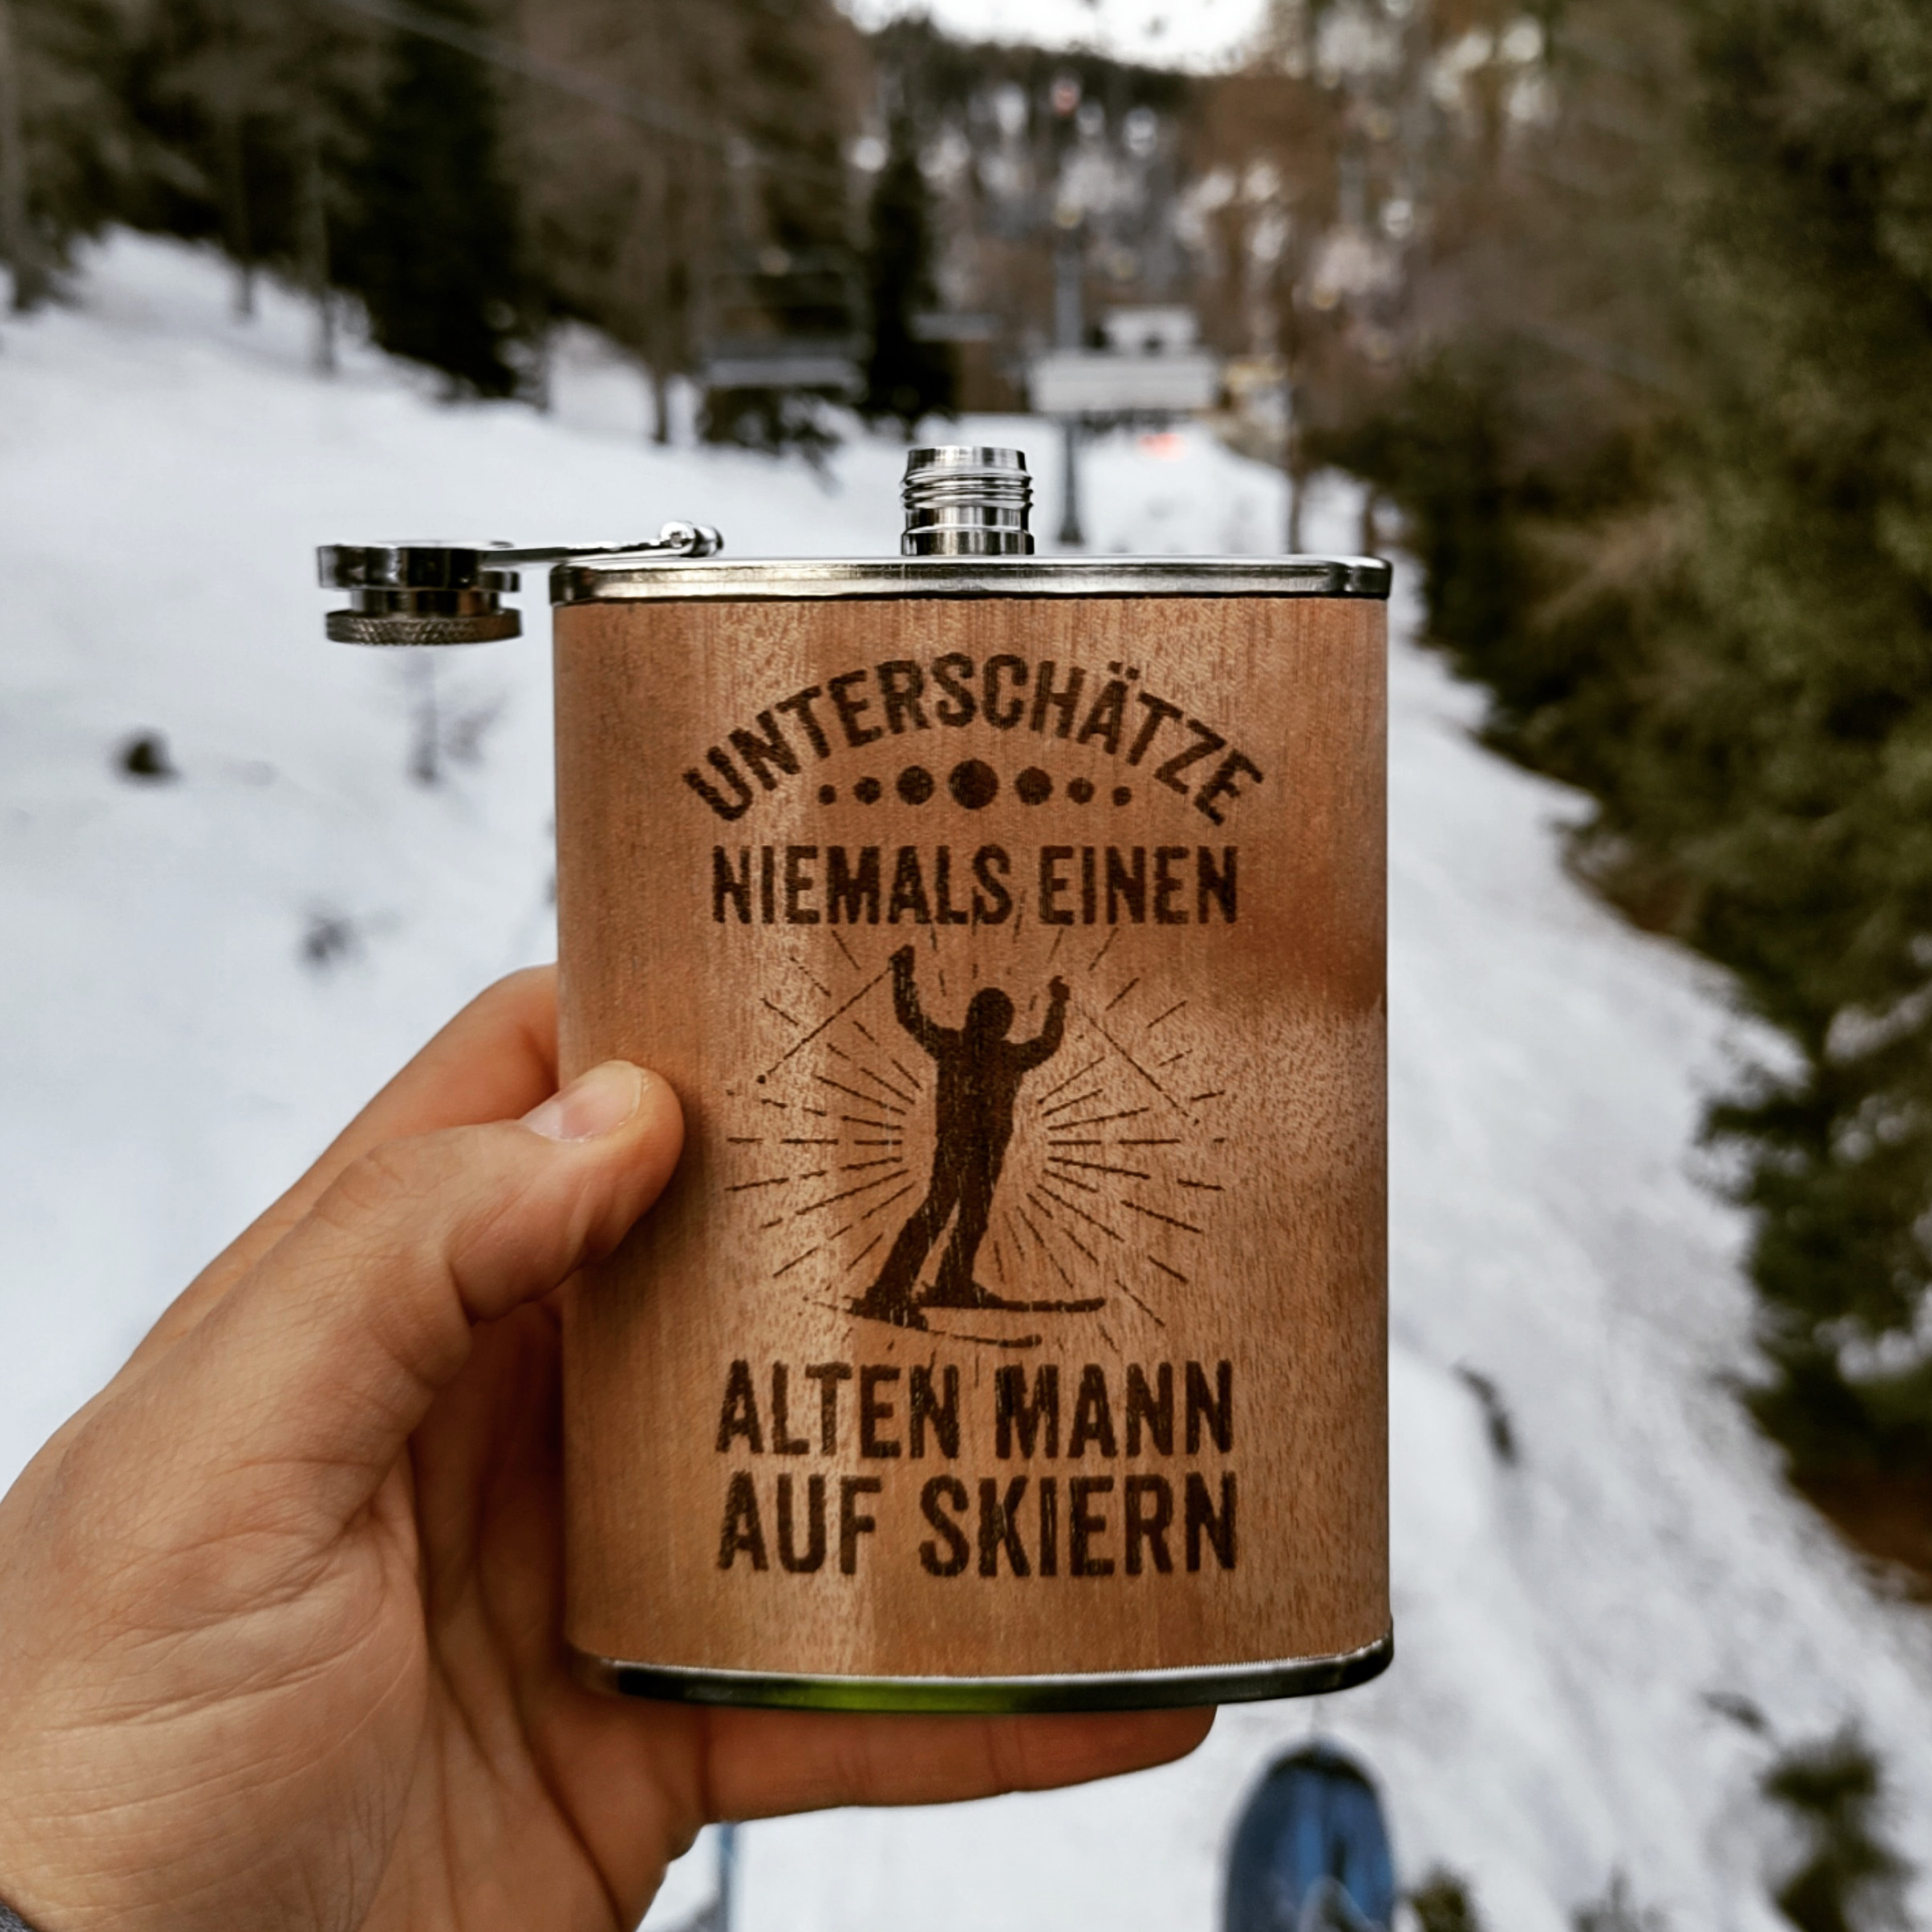 UNTERSCHÄTZE
NIEMALS EINEN
ALTEN MANN
AUF SKIERN